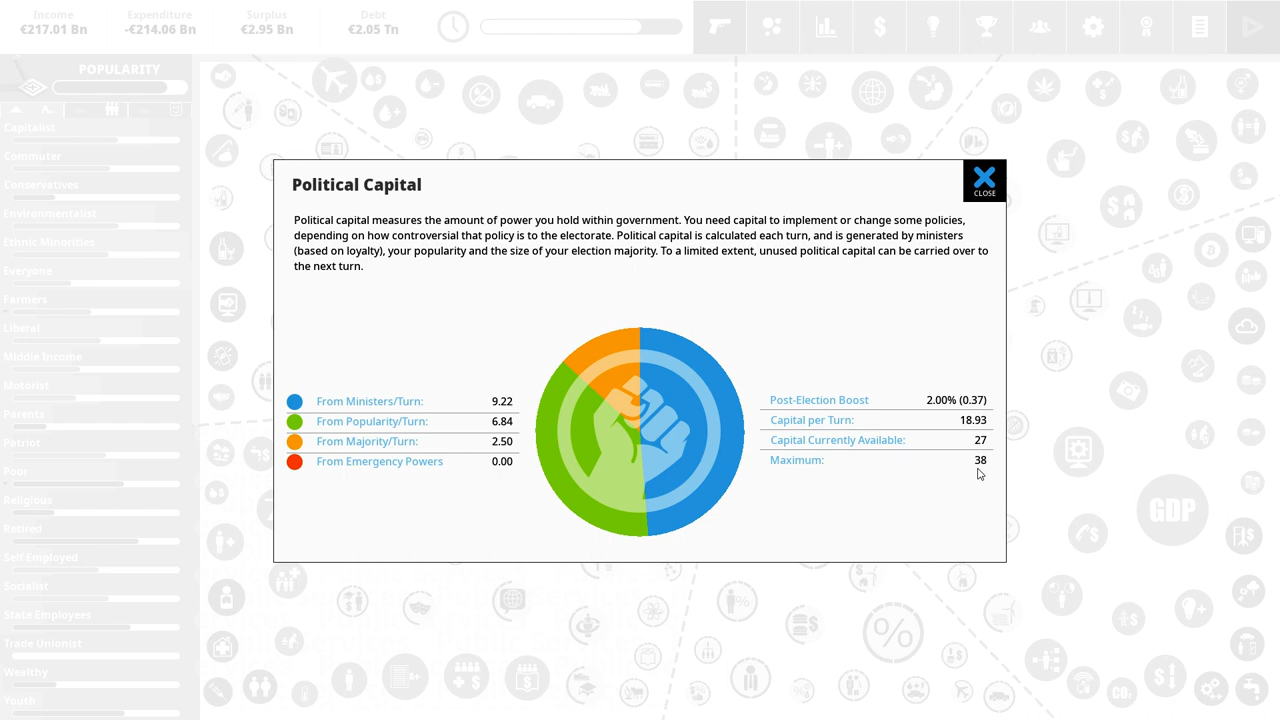 Income
€217.01 Bn
Expenditure
-€214.06 Bn
Surplus
€2.95 Bn
Debt
€2.05 Tn
POPULARITY
Capitalist
Commuter
Conservatives
Environmentalist
Ethnic Minorities
Everyone
Farmers
Liberal
Middle Income
Motorist
Parents
Patriot
Poor
Religious
Retired
Self Employed
Socialist
State Employees
Trade Unionist
Wealthy
Youth
Political Capital
CLOSE
Political capital measures the amount of power you hold within government. You need capital to implement or change some policies,
depending on how controversial that policy is to the electorate. Political capital is calculated each turn, and is generated by ministers
(based on loyalty), your popularity and the size of your election majority. To a limited extent, unused political capital can be carried over to
the next turn.
From Ministers/Turn: 9.22
From Popularity/Turn: 6.84
From Majority/Turn: 2.50
From Emergency Powers 0.00
Post-Election Boost 2.00% (0.37)
Capital per Turn: 18.93
Capital Currently Available: 27
Maximum: 38
GDP
CO₂